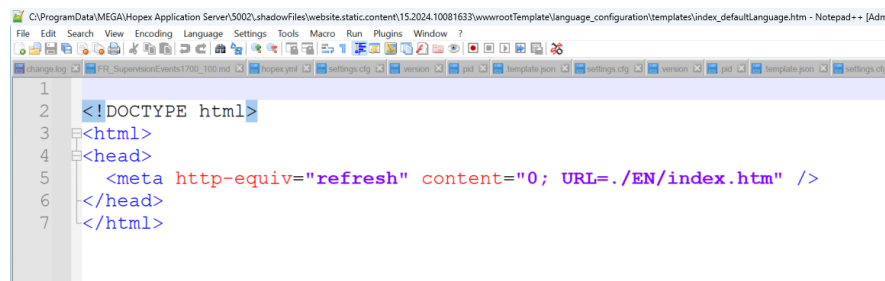 C:\ProgramData\MEGA\Hopex Application Server\5002\.shadowFiles\website.static.content\15.2024.10081633\wwwrootTemplate\language_configuration\templates\index_defaultLanguage.htm - Notepad++ [Adm
File Edit Search View Encoding Language Settings Tools Macro Run Plugins Window ?
change.log FR_SupervisionEvents1700_100.md hopex.yml settings.cfg version pid template.json settings.cfg version pid template.json settings.cfg
1
2 <!DOCTYPE html>
3 <html>
4 <head>
5 <meta http-equiv="refresh" content="0; URL=./EN/index.htm" />
6 </head>
7 </html>